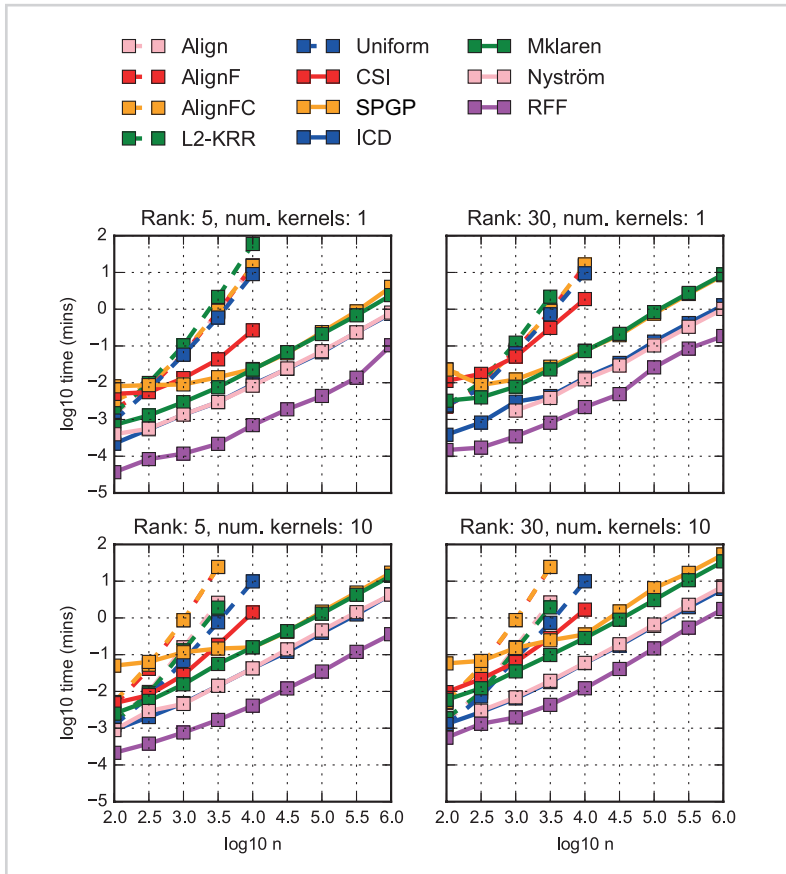 Align
Uniform
Mklaren
AlignF
CSI
Nyström
AlignFC
SPGP
RFF
L2-KRR
ICD
Rank: 5, num. kernels: 1
Rank: 30, num. kernels: 1
log10 time (mins)
2
1
0
−1
−2
−3
−4
−5
Rank: 5, num. kernels: 10
Rank: 30, num. kernels: 10
log10 time (mins)
2
1
0
−1
−2
−3
−4
−5
2.0 2.5 3.0 3.5 4.0 4.5 5.0 5.5 6.0
2.0 2.5 3.0 3.5 4.0 4.5 5.0 5.5 6.0
log10 n
log10 n